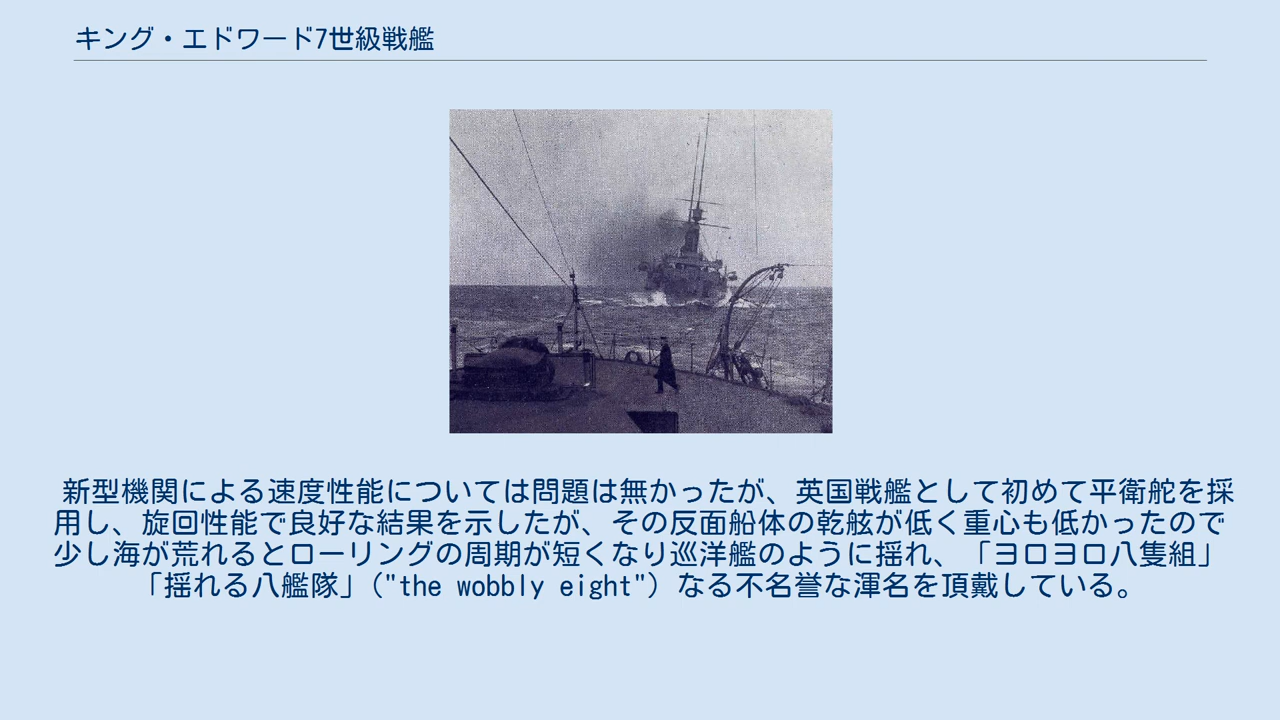 キング・エドワード7世級戦艦
新型機関による速度性能については問題は無かったが、英国戦艦として初めて平衛舵を採
用し、旋回性能で良好な結果を示したが、その反面船体の乾舷が低く重心も低かったので
少し海が荒れるとローリングの周期が短くなり巡洋艦のように揺れ、「ヨロヨロ八隻組」
「揺れる八艦隊」("the wobbly eight")なる不名誉な渾名を頂戴している。